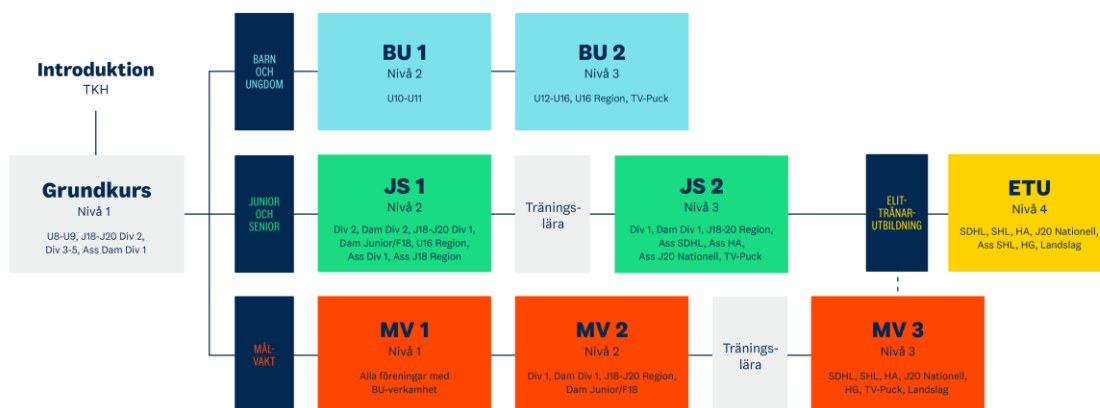 Introduktion
TKH
Grundkurs
Nivå 1
U8-U9, J18-J20 Div 2,
Div 3-5, Ass Dam Div 1
BARN
OCH
UNGDOM
BU 1
Nivå 2
U10-U11
BU 2
Nivå 3
U12-U16, U16 Region, TV-Puck
JUNIOR
OCH
SENIOR
JS 1
Nivå 2
Div 2, Dam Div 2, J18-J20 Div 1,
Dam Junior/F18, U16 Region,
Ass Div 1, Ass J18 Region
Tränings-
lära
JS 2
Nivå 3
Div 1, Dam Div 1, J18-20 Region,
Ass SDHL, Ass HA,
Ass J20 Nationell, TV-Puck
ELIT-
TRÄNAR-
UTBILDNING
ETU
Nivå 4
SDHL, SHL, HA, J20 Nationell,
Ass SHL, HG, Landslag
MÅL-
VAKT
MV 1
Nivå 1
Alla föreningar med
BU-verkamhet
MV 2
Nivå 2
Div 1, Dam Div 1, J18-J20 Region,
Dam Junior/F18
Tränings-
lära
MV 3
Nivå 3
SDHL, SHL, HA, J20 Nationell,
HG, TV-Puck, Landslag